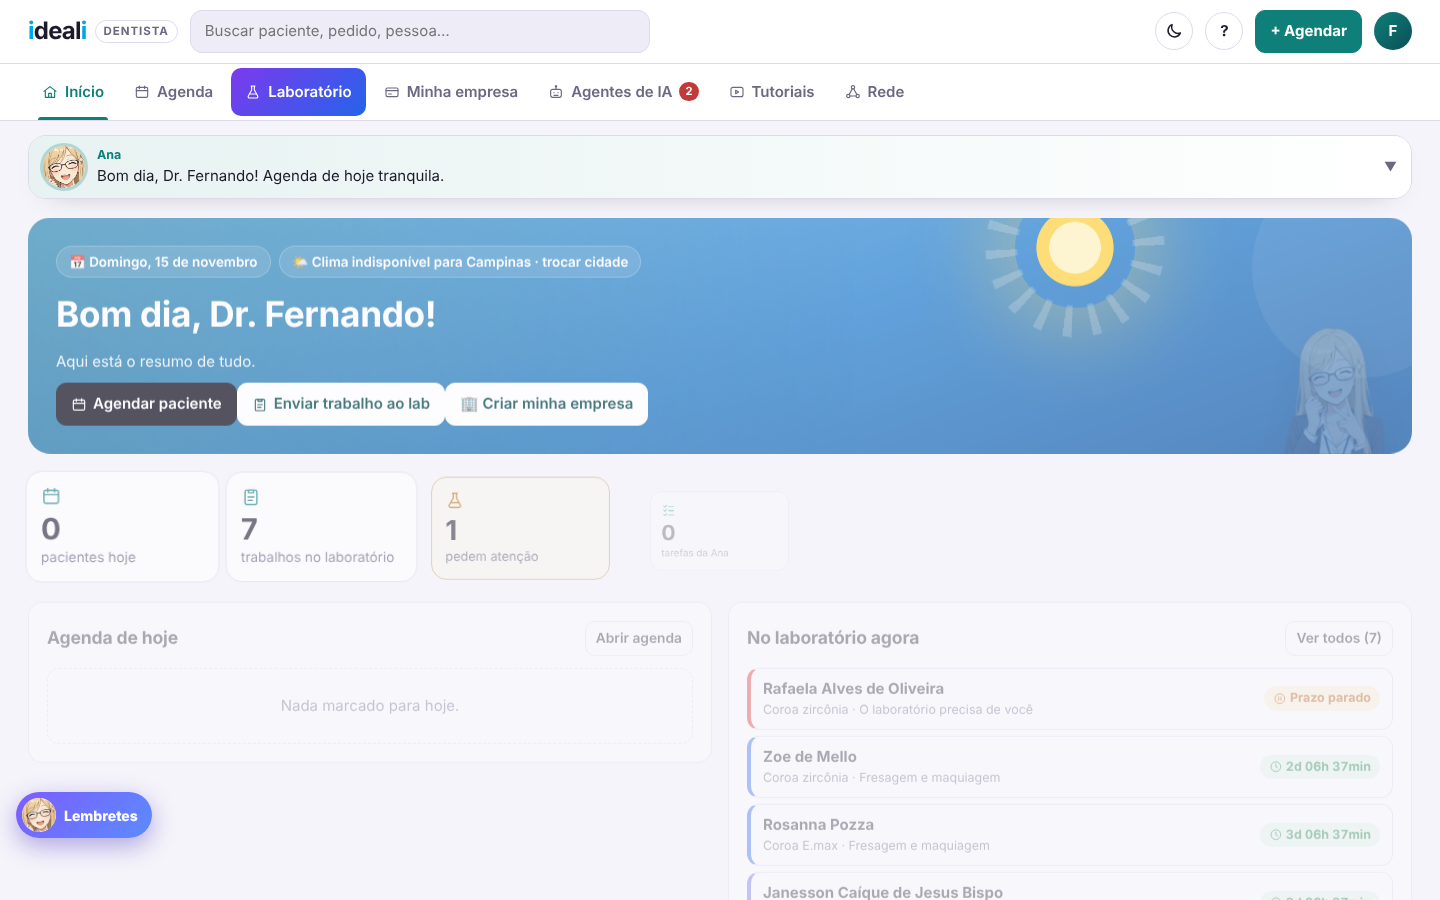 ideali DENTISTA
Buscar paciente, pedido, pessoa...
?
+ Agendar
F
Início
Agenda
Laboratório
Minha empresa
Agentes de IA 2
Tutoriais
Rede
Ana
Bom dia, Dr. Fernando! Agenda de hoje tranquila.
Domingo, 15 de novembro
Clima indisponível para Campinas · trocar cidade
Bom dia, Dr. Fernando!
Aqui está o resumo de tudo.
Agendar paciente
Enviar trabalho ao lab
Criar minha empresa
0
pacientes hoje
7
trabalhos no laboratório
1
pedem atenção
0
tarefas da Ana
Agenda de hoje
Abrir agenda
Nada marcado para hoje.
No laboratório agora
Ver todos (7)
Rafaela Alves de Oliveira
Coroa zircônia · O laboratório precisa de você
Prazo parado
Zoe de Mello
Coroa zircônia · Fresagem e maquiagem
2d 06h 37min
Rosanna Pozza
Coroa E.max · Fresagem e maquiagem
3d 06h 37min
Janesson Caíque de Jesus Bispo
Lembretes